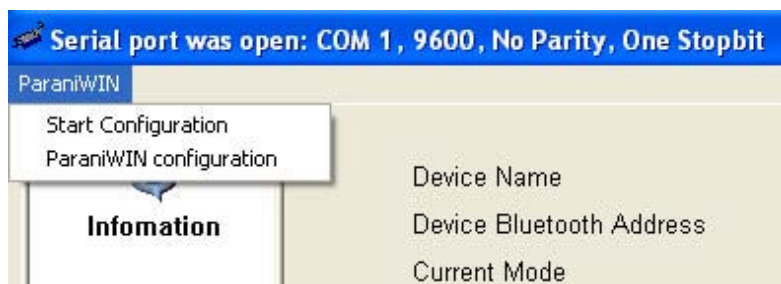 Serial port was open: COM 1, 9600, No Parity, One Stopbit
ParaniWIN
Start Configuration
ParaniWIN configuration
Infomation
Device Name
Device Bluetooth Address
Current Mode